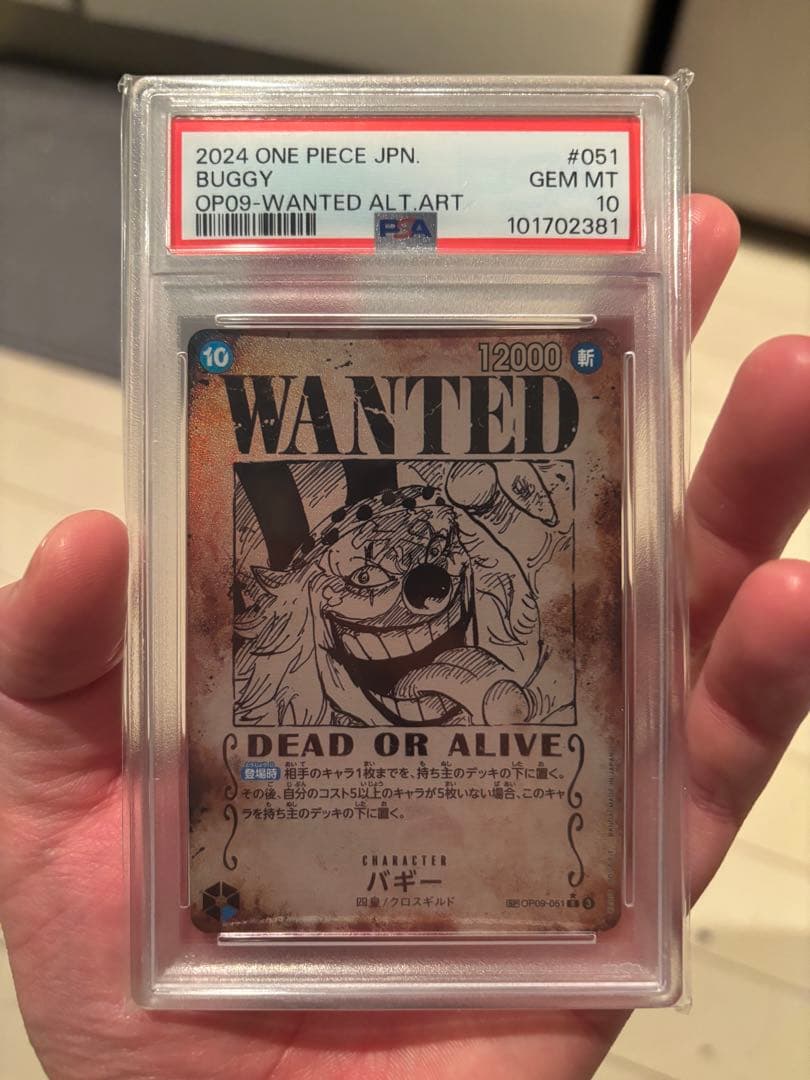 2024 ONE PIECE JPN. #051
BUGGY GEM MT
OP09-WANTED ALT.ART 10
PSA 101702381
10 12000 斬
WANTED
DEAD OR ALIVE
登場時 相手のキャラ1枚までを、持ち主のデッキの下に置く。
その後、自分のコスト5以上のキャラが5枚いない場合、このキャ
ラを持ち主のデッキの下に置く。
CHARACTER
バギー
四皇/クロスギルド
SP OP09-051 R 3